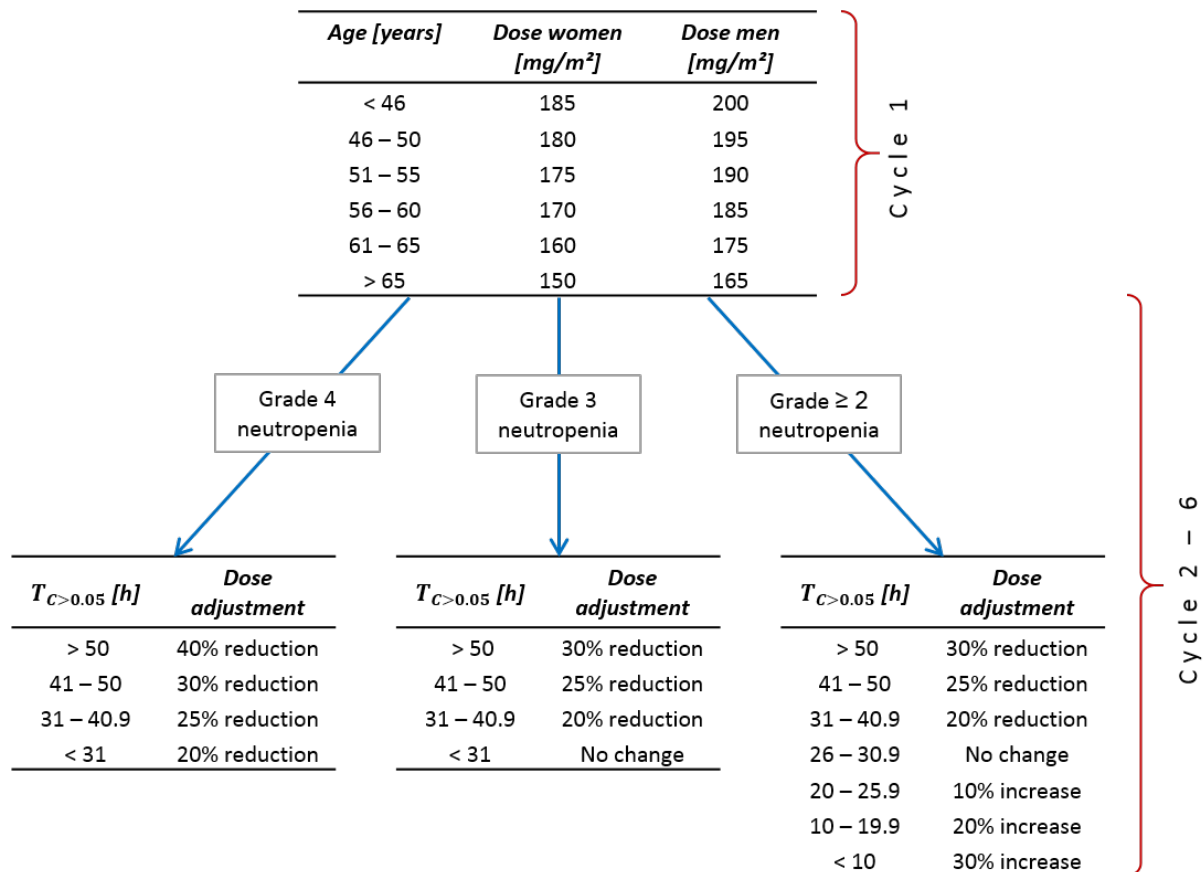 Age [years] Dose women Dose men
[mg/m²] [mg/m²]
< 46 185 200
46 – 50 180 195
51 – 55 175 190
56 – 60 170 185
61 – 65 160 175
> 65 150 165
Cycle 1
Grade 4
neutropenia
Grade 3
neutropenia
Grade ≥ 2
neutropenia
Cycle 2 – 6
T_{C>0.05} [h] Dose
adjustment
> 50 40% reduction
41 – 50 30% reduction
31 – 40.9 25% reduction
< 31 20% reduction
T_{C>0.05} [h] Dose
adjustment
> 50 30% reduction
41 – 50 25% reduction
31 – 40.9 20% reduction
< 31 No change
T_{C>0.05} [h] Dose
adjustment
> 50 30% reduction
41 – 50 25% reduction
31 – 40.9 20% reduction
26 – 30.9 No change
20 – 25.9 10% increase
10 – 19.9 20% increase
< 10 30% increase